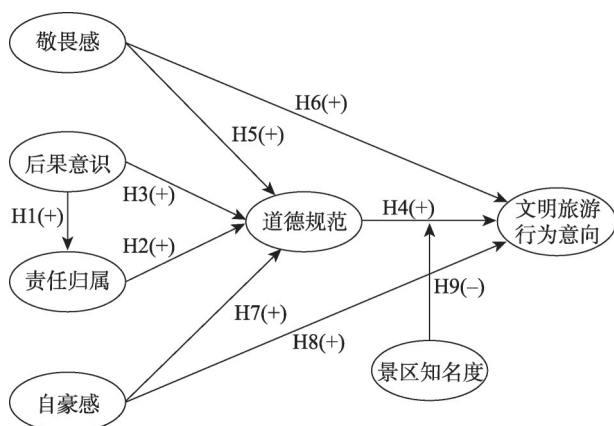 敬畏感
H6(+)
H5(+)
后果意识
H3(+)
H1(+)
道德规范
H4(+)
文明旅游
行为意向
H2(+)
责任归属
H9(–)
H7(+)
H8(+)
景区知名度
自豪感